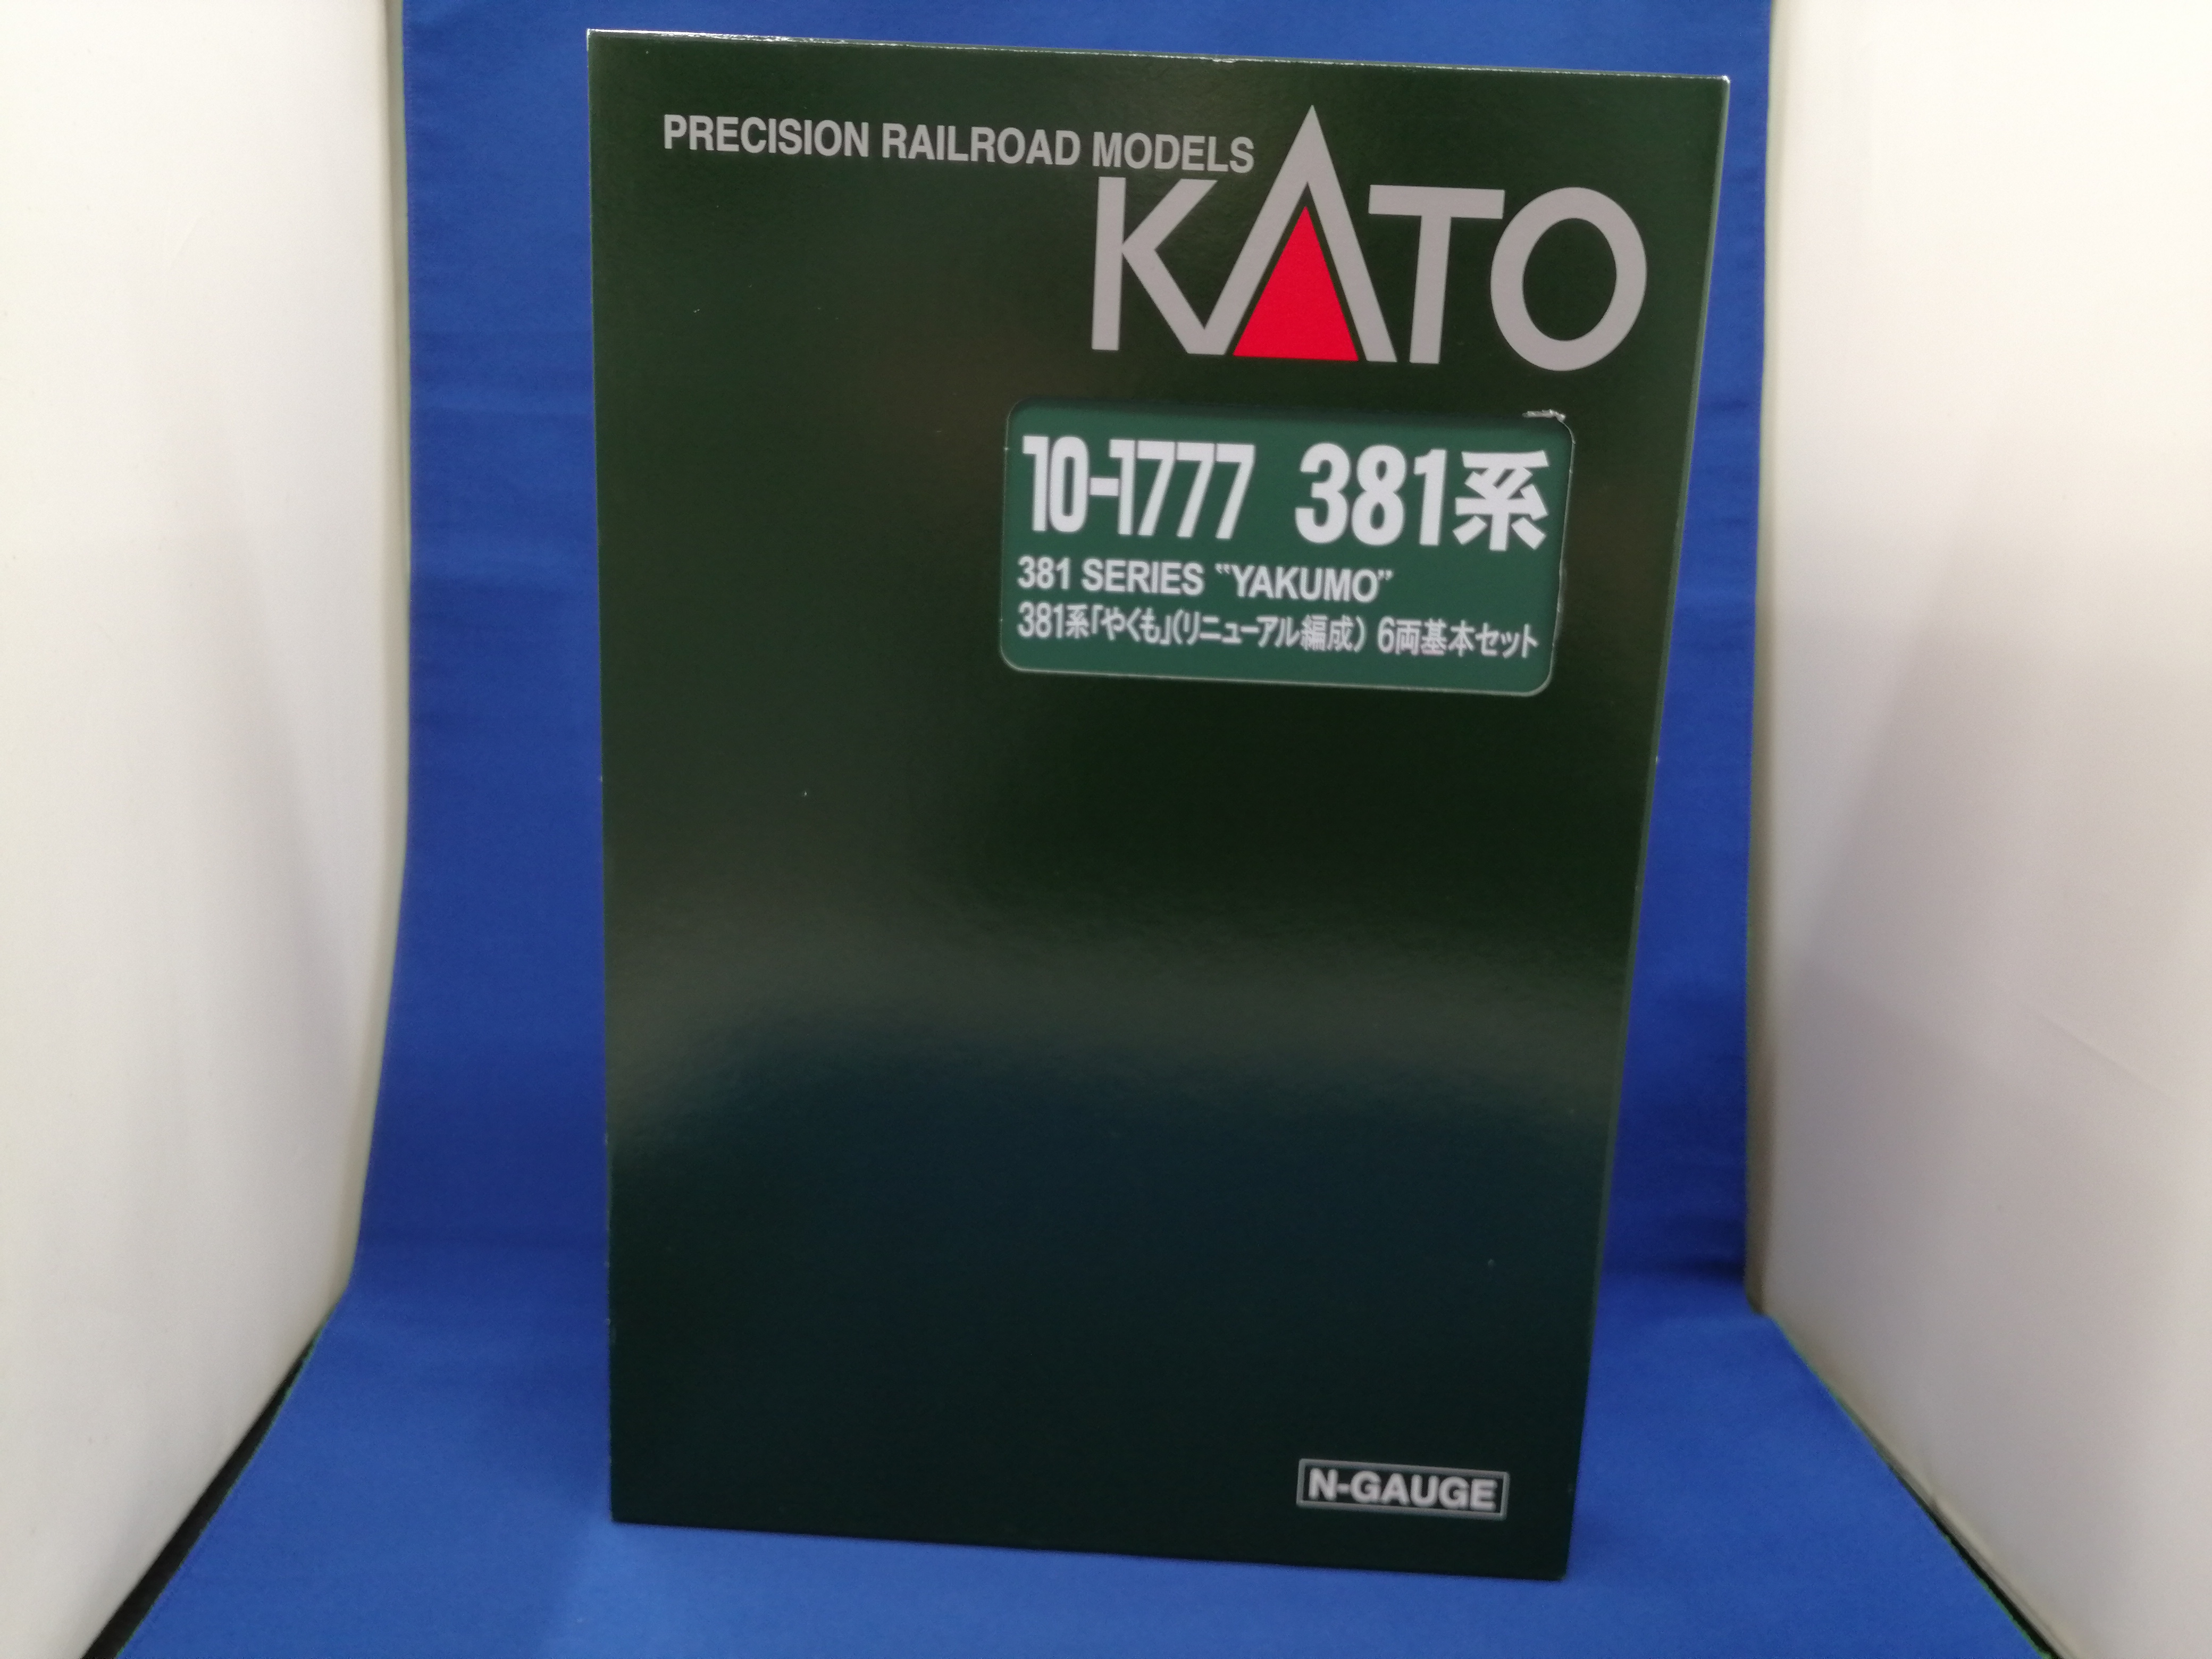 PRECISION RAILROAD MODELS
KATO
10-1777 381系
381 SERIES “YAKUMO”
381系「やくも」(リニューアル編成) 6両基本セット
N-GAUGE